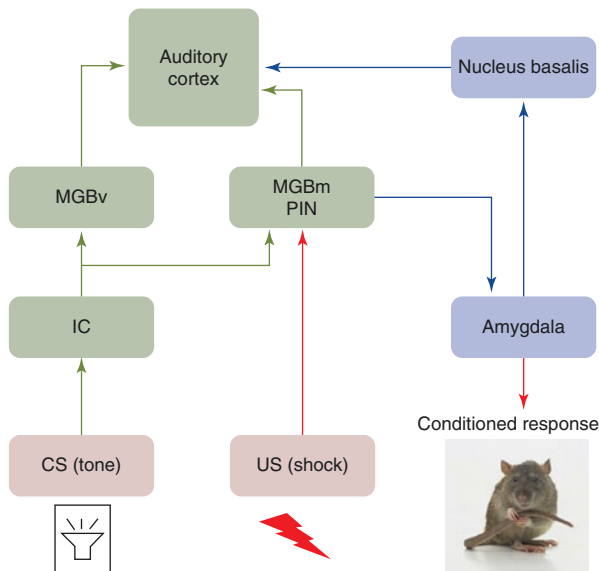 Auditory
cortex
Nucleus basalis
MGBv
MGBm
PIN
IC
Amygdala
Conditioned response
CS (tone)
US (shock)